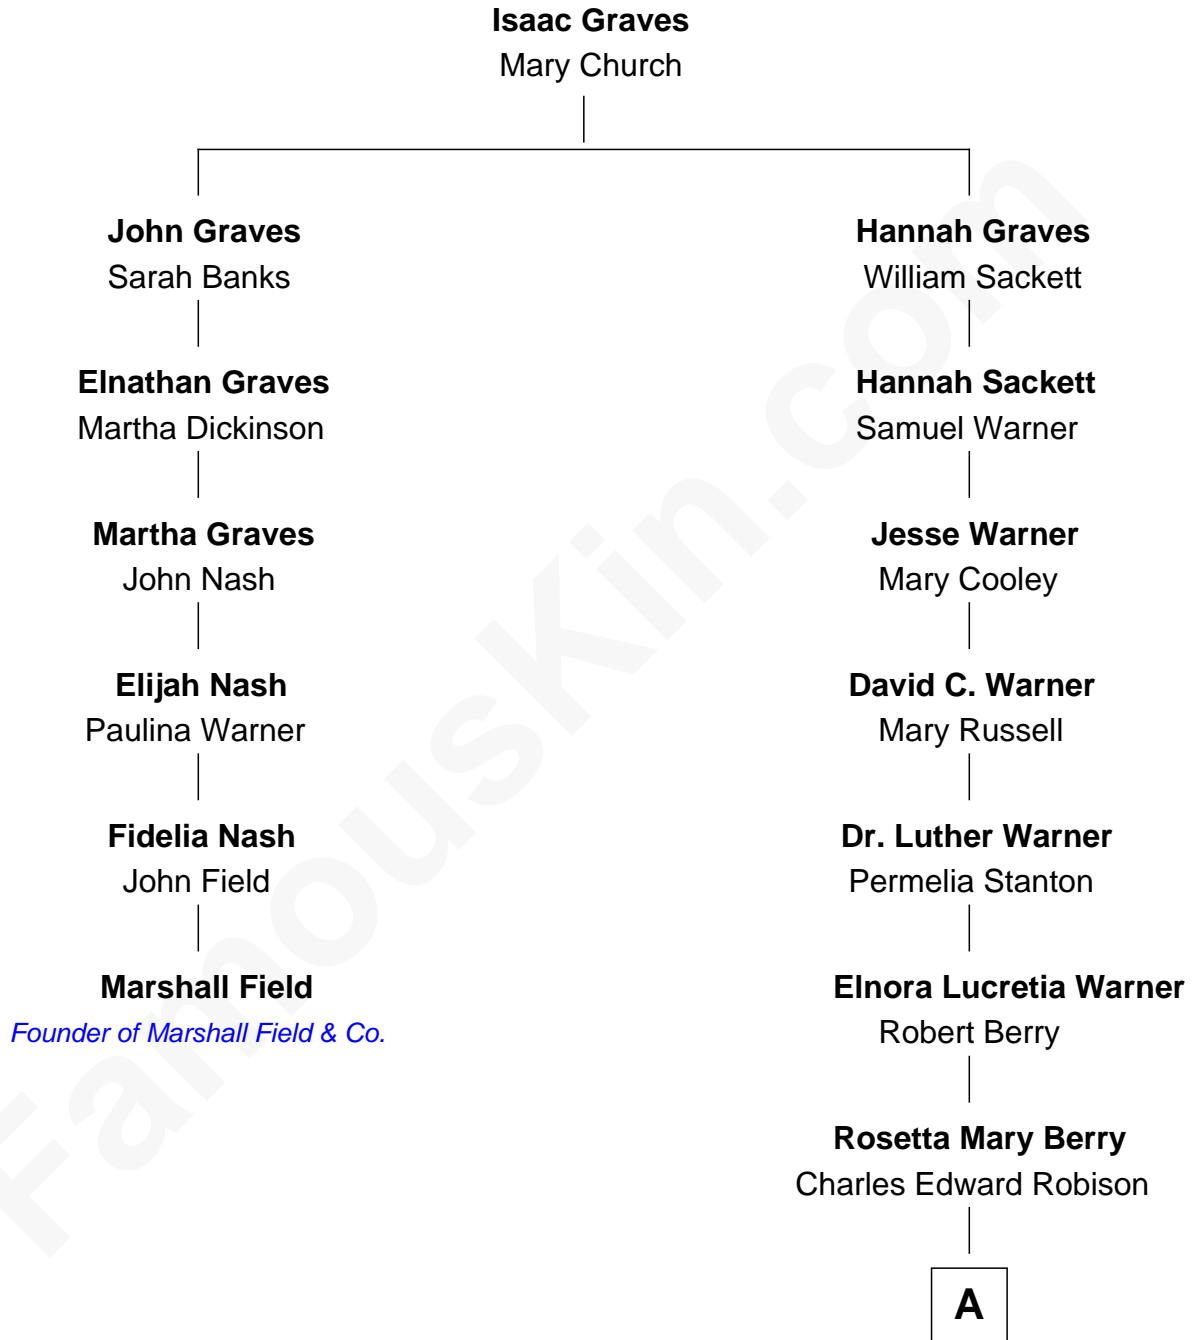 Isaac Graves
Mary Church
John Graves
Sarah Banks
Hannah Graves
William Sackett
Elnathan Graves
Martha Dickinson
Hannah Sackett
Samuel Warner
Martha Graves
John Nash
Jesse Warner
Mary Cooley
Elijah Nash
Paulina Warner
David C. Warner
Mary Russell
Fidelia Nash
John Field
Dr. Luther Warner
Permelia Stanton
Marshall Field
Founder of Marshall Field & Co.
Elnora Lucretia Warner
Robert Berry
Rosetta Mary Berry
Charles Edward Robison
A
FamousKin.com